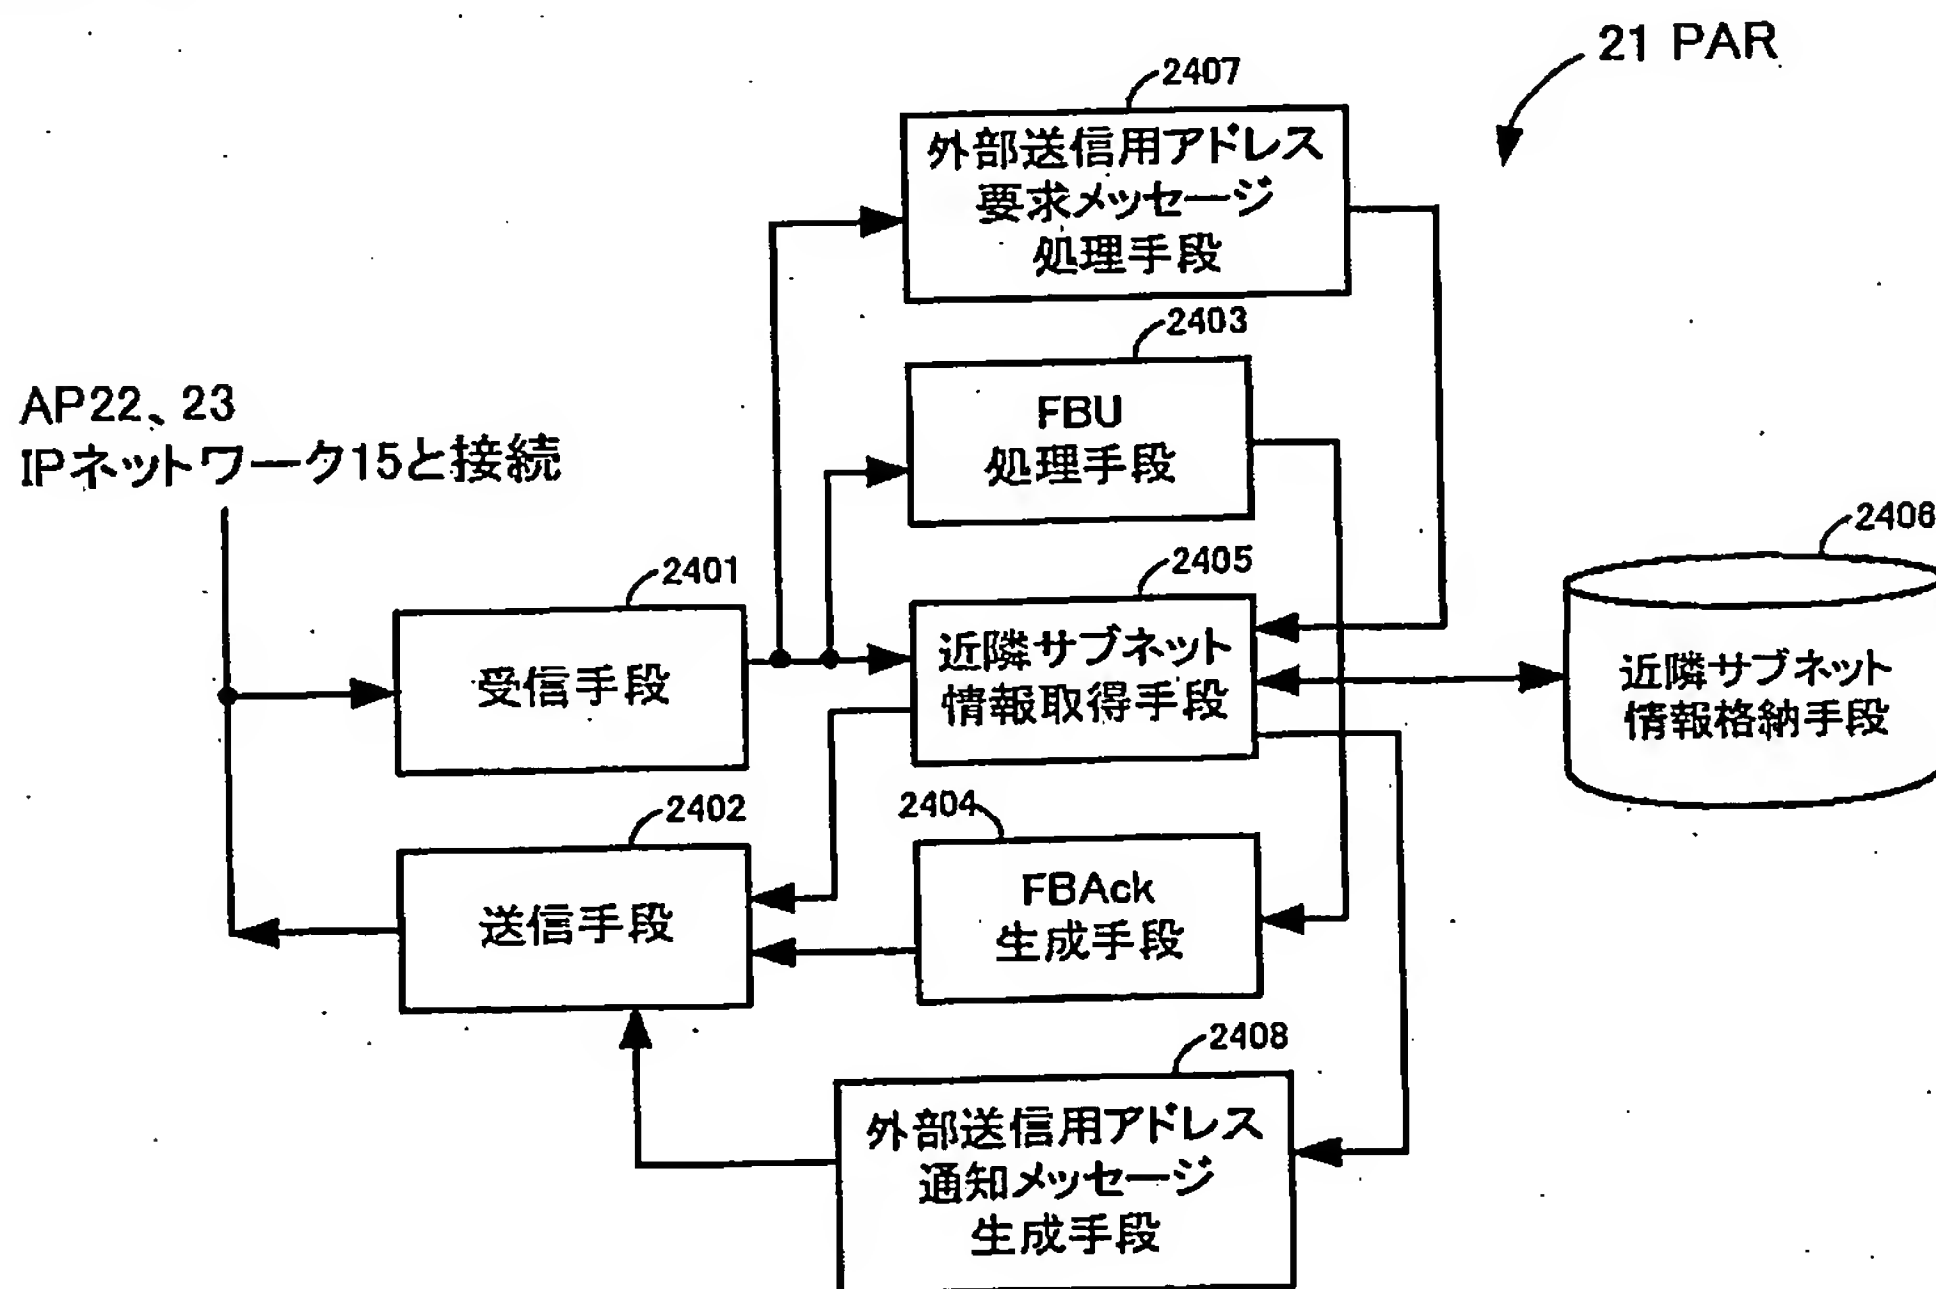 21 PAR
2407
外部送信用アドレス
要求メッセージ
処理手段
2403
FBU
処理手段
AP22、23
IPネットワーク15と接続
2401
受信手段
2405
近隣サブネット
情報取得手段
2406
近隣サブネット
情報格納手段
2402
送信手段
2404
FBAck
生成手段
2408
外部送信用アドレス
通知メッセージ
生成手段